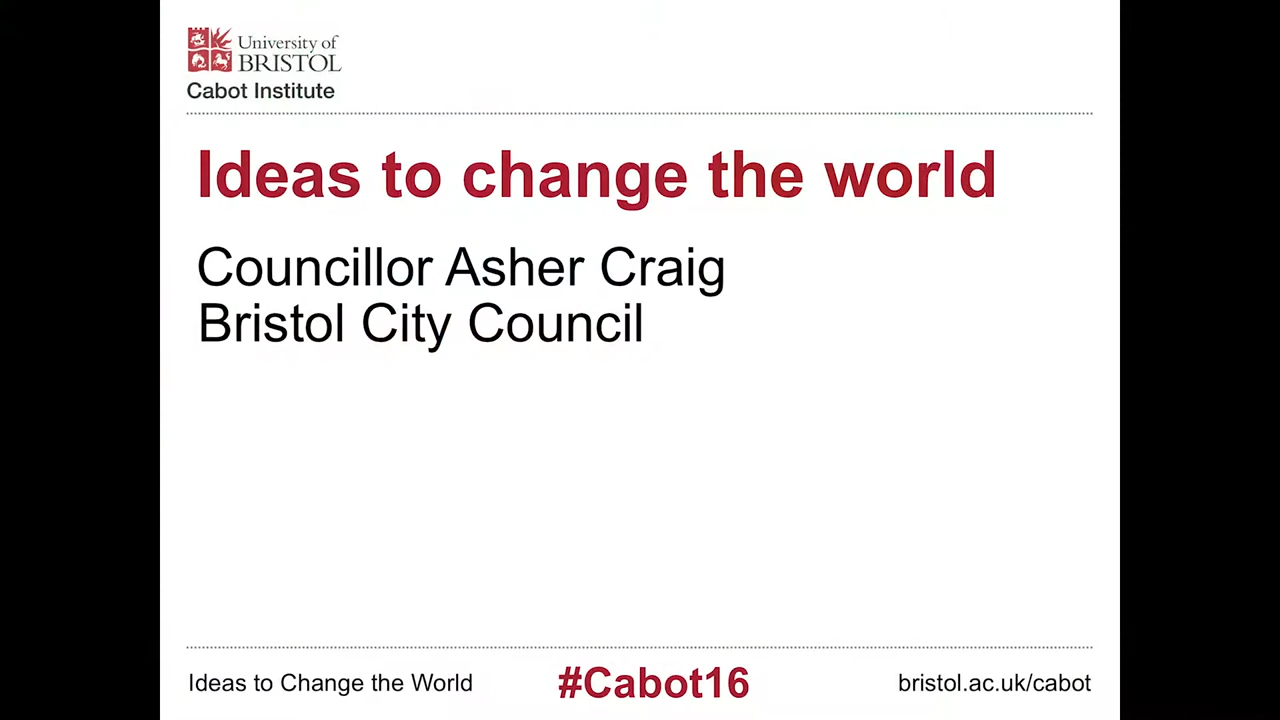 University of
BRISTOL
Cabot Institute
Ideas to change the world
Councillor Asher Craig
Bristol City Council
Ideas to Change the World
#Cabot16
bristol.ac.uk/cabot